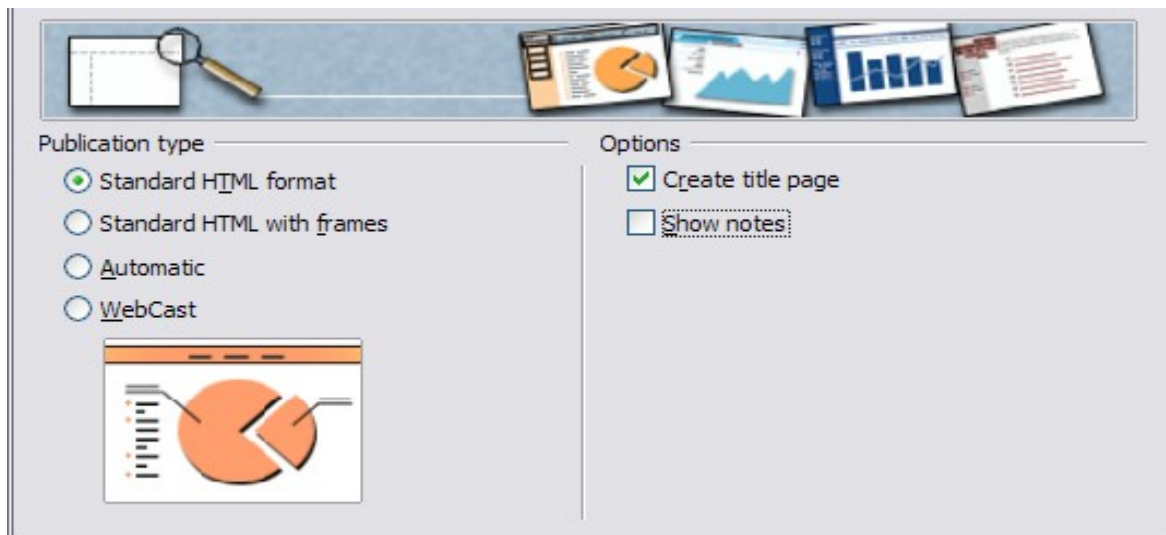 Publication type
Standard HTML format
Standard HTML with frames
Automatic
WebCast
Options
Create title page
Show notes